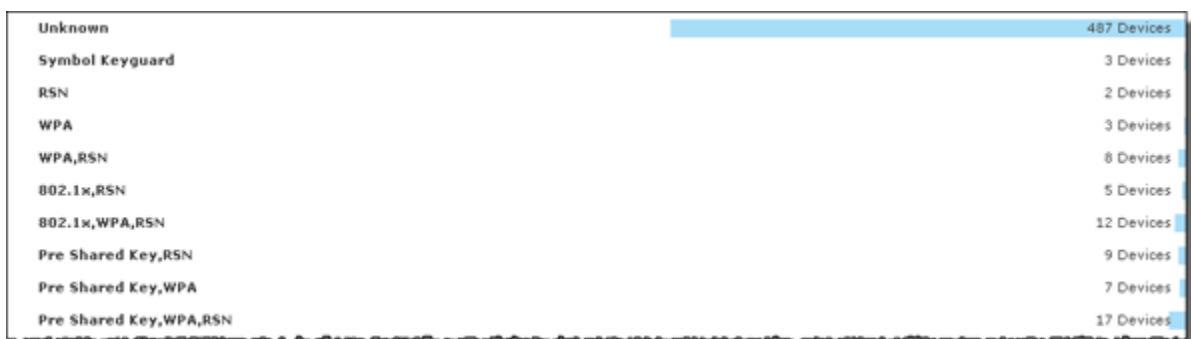 Unknown 487 Devices
Symbol Keyguard 3 Devices
RSN 2 Devices
WPA 3 Devices
WPA,RSN 8 Devices
802.1x,RSN 5 Devices
802.1x,WPA,RSN 12 Devices
Pre Shared Key,RSN 9 Devices
Pre Shared Key,WPA 7 Devices
Pre Shared Key,WPA,RSN 17 Devices